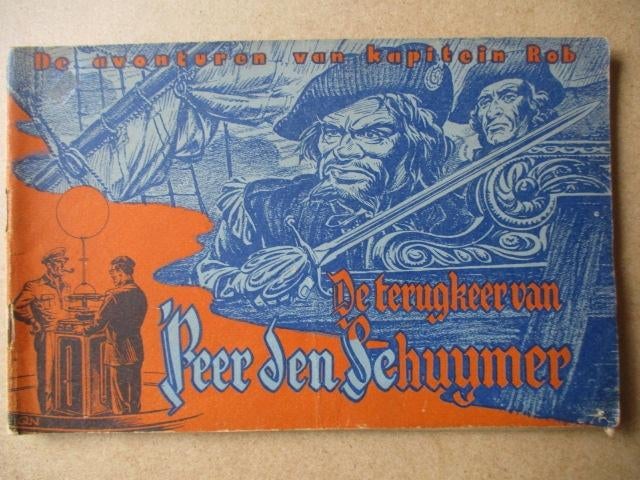 De avonturen van kapitein Rob
De terugkeer van
Peer den Schuymer